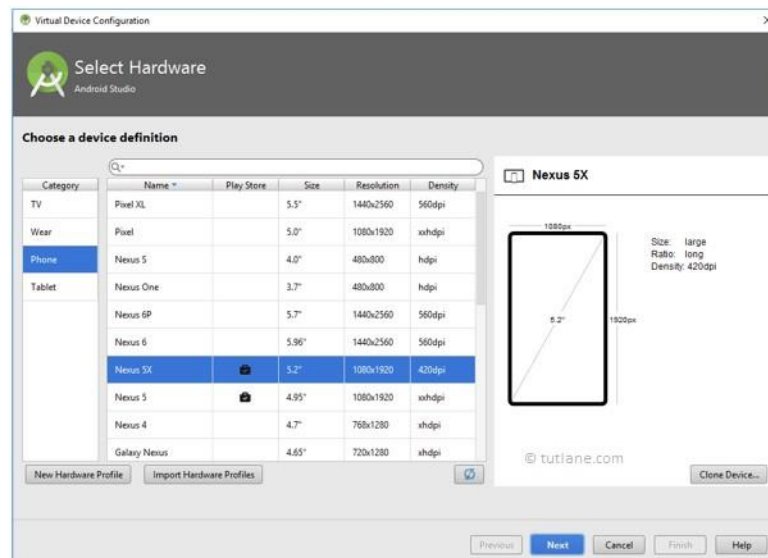 Virtual Device Configuration
Select Hardware
Android Studio
Choose a device definition
Category Name Play Store Size Resolution Density
TV Pixel XL 5.5" 1440x2560 560dpi
Wear Pixel 5.0" 1080x1920 xxhdpi
Phone Nexus S 4.0" 480x800 hdpi
Tablet Nexus One 3.7" 480x800 hdpi
Nexus 6P 5.7" 1440x2560 560dpi
Nexus 6 5.96" 1440x2560 560dpi
Nexus 5X 5.2" 1080x1920 420dpi
Nexus 5 4.95" 1080x1920 xxhdpi
Nexus 4 4.7" 768x1280 xhdpi
Galaxy Nexus 4.65" 720x1280 xhdpi
New Hardware Profile Import Hardware Profiles
Nexus 5X
1080px
5.2"
1920px
Size: large
Ratio: long
Density: 420dpi
© tutlane.com
Clone Device...
Previous Next Cancel Finish Help